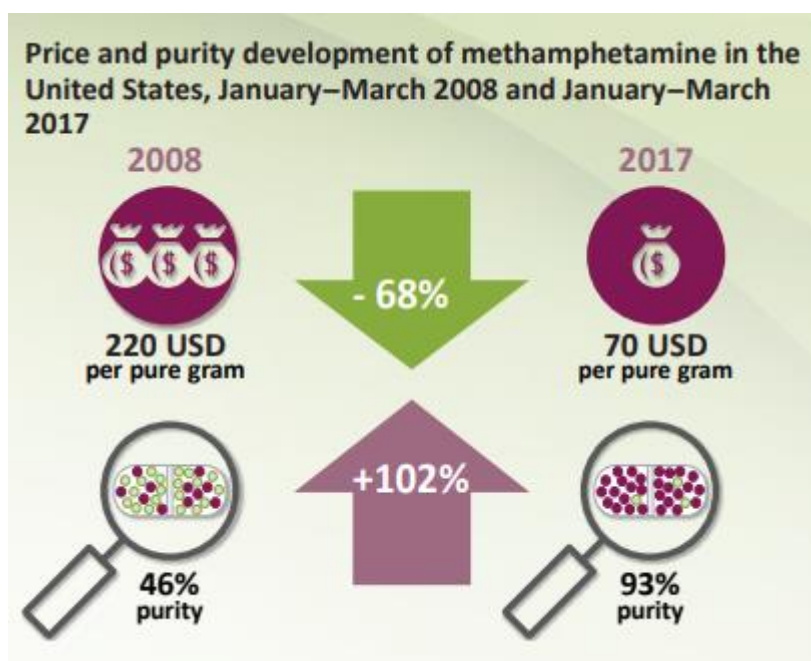 Price and purity development of methamphetamine in the
United States, January–March 2008 and January–March
2017
2008
2017
($ ($ ($
($
- 68%
220 USD
per pure gram
70 USD
per pure gram
+102%
46%
purity
93%
purity